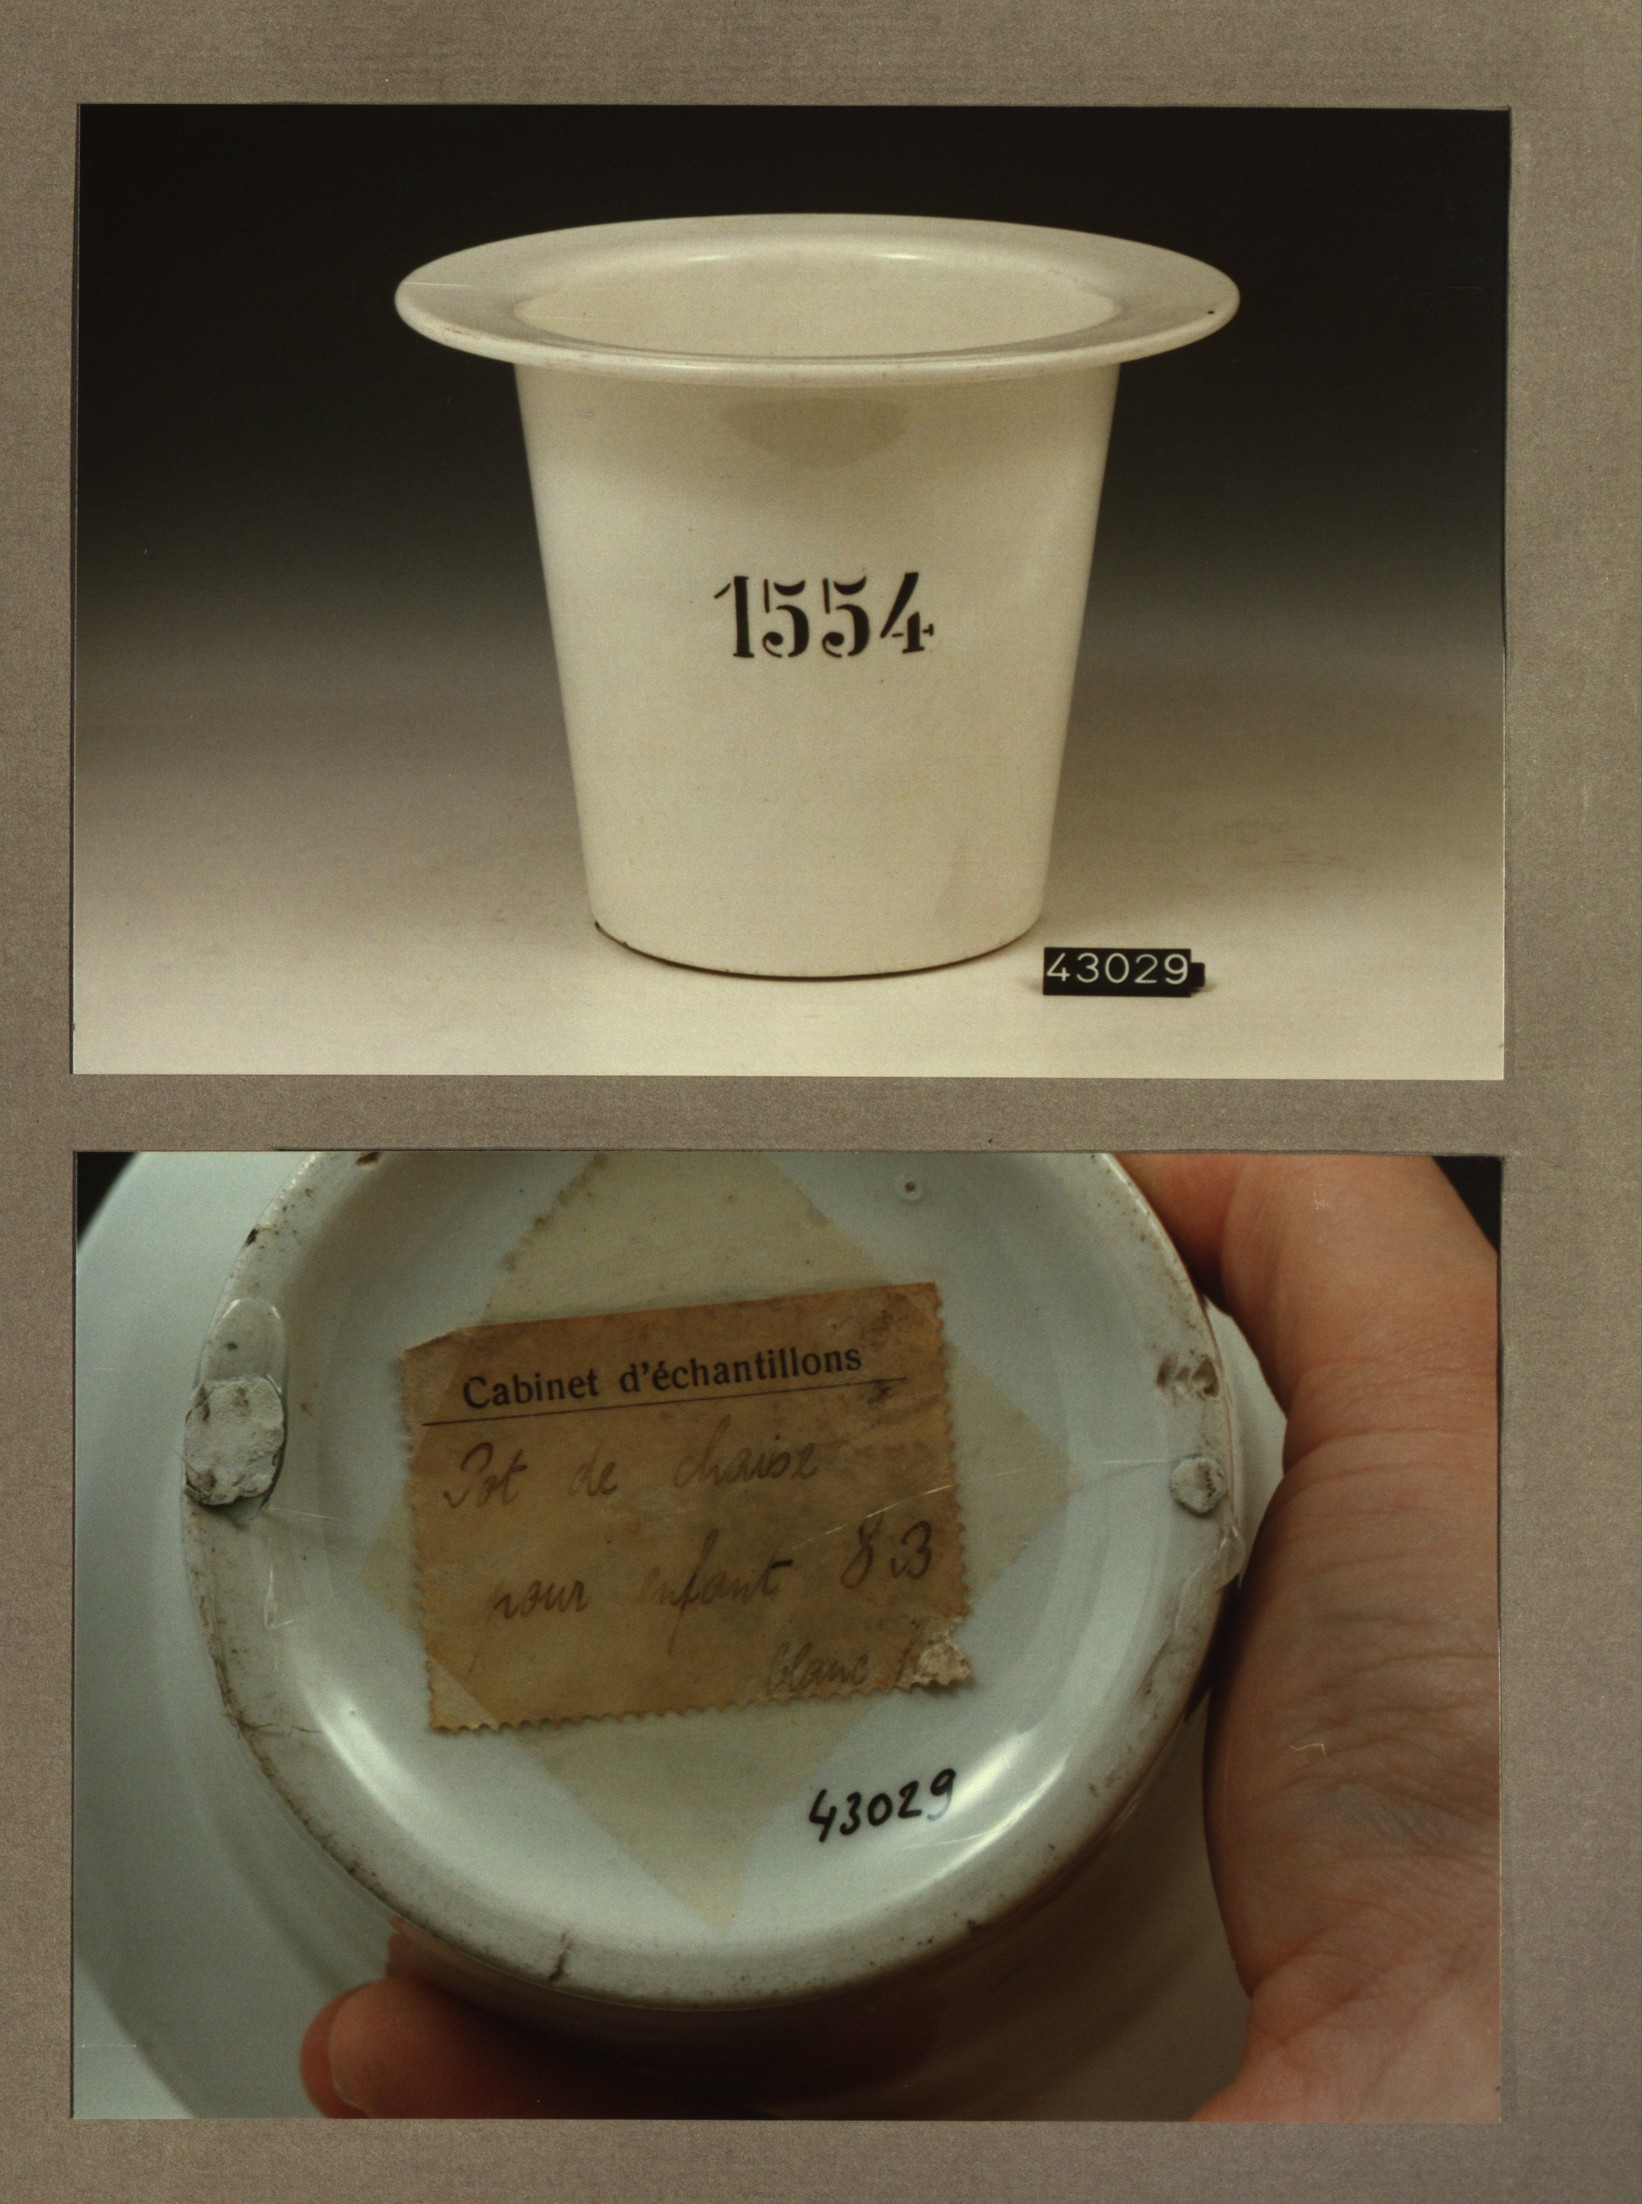 1554
43029
Cabinet d'échantillons
Pot de chaise
pour enfant 83
blanc
43029